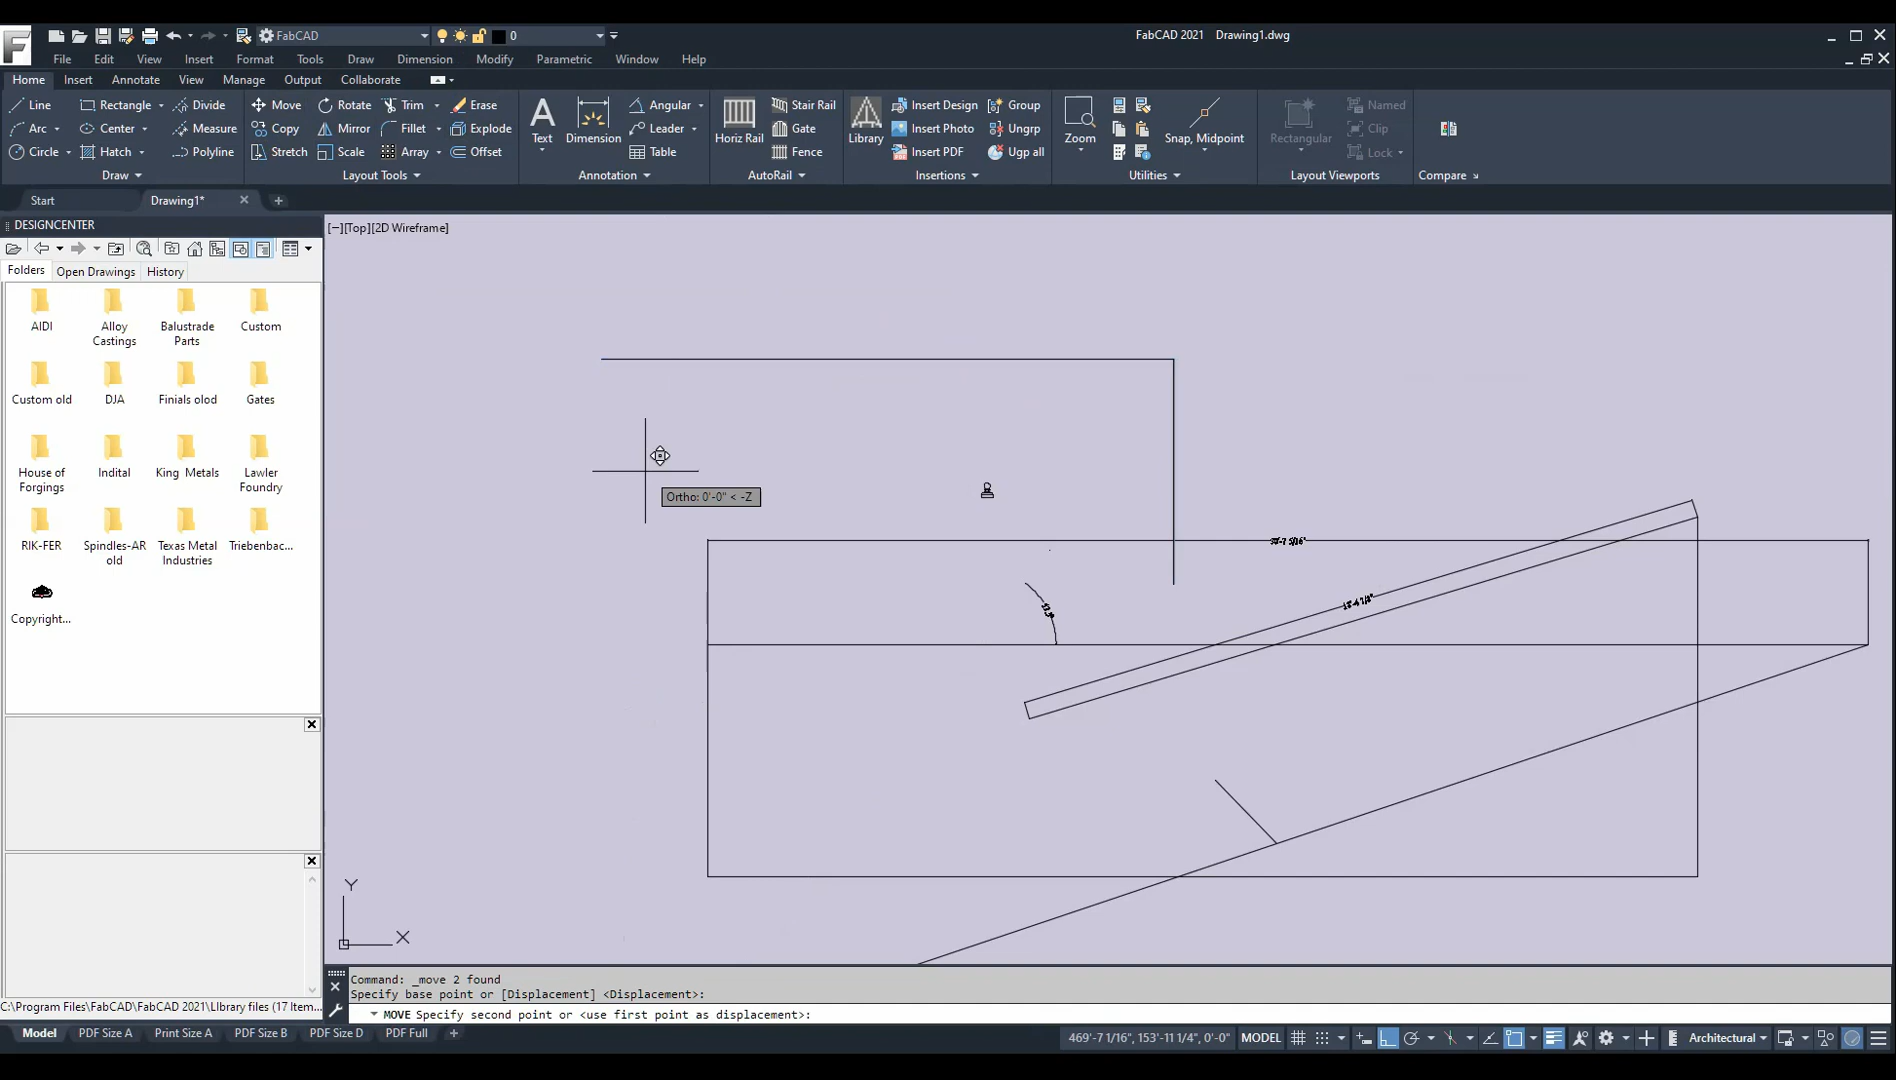 FabCAD 0 FabCAD 2021 Drawing1.dwg
File Edit View Insert Format Tools Draw Dimension Modify Parametric Window Help
Home Insert Annotate View Manage Output Collaborate
Line Rectangle Divide Move Rotate Trim Erase Angular Stair Rail Insert Design Group Named
Arc Center Measure Copy Mirror Fillet Explode Text Dimension Leader Horiz Rail Gate Library Insert Photo Ungrp Zoom Snap, Midpoint Rectangular Clip
Circle Hatch Polyline Stretch Scale Array Offset Table Fence Insert PDF Ugp all Lock
Draw Layout Tools Annotation AutoRail Insertions Utilities Layout Viewports Compare
Start Drawing1*
DESIGNCENTER
[−][Top][2D Wireframe]
Folders Open Drawings History
AIDI Alloy Castings Balustrade Parts Custom
Custom old DJA Finials olod Gates
House of Forgings Indital King Metals Lawler Foundry
RIK-FER Spindles-AR old Texas Metal Industries Triebenbac...
Copyright...
Ortho: 0'-0" < -Z
Y
X
Command: _move 2 found
Specify base point or [Displacement] <Displacement>:
MOVE Specify second point or <use first point as displacement>:
C:\Program Files\FabCAD\FabCAD 2021\LIbrary files (17 Item...
Model PDF Size A Print Size A PDF Size B PDF Size D PDF Full
469'-7 1/16", 153'-11 1/4", 0'-0" MODEL Architectural